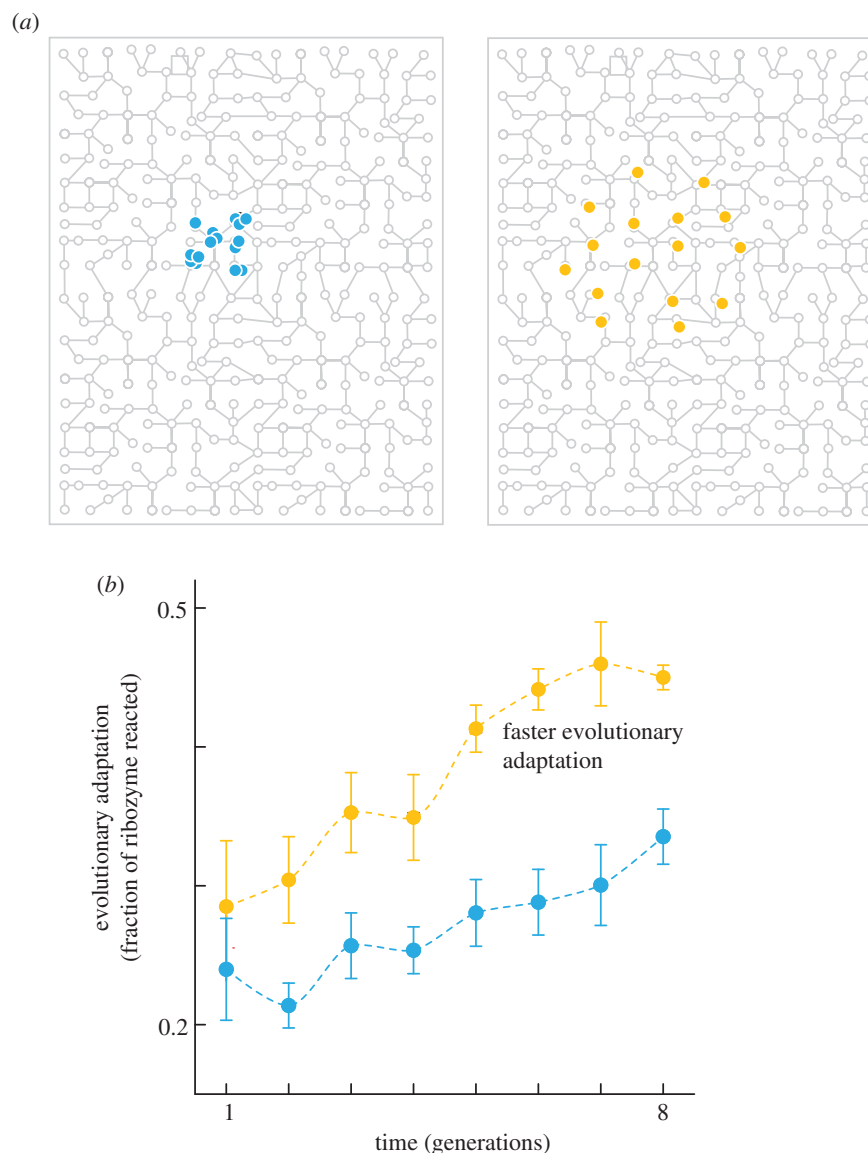 (a)
(b)
0.5
0.2
evolutionary adaptation
(fraction of ribozyme reacted)
faster evolutionary
adaptation
1
8
time (generations)